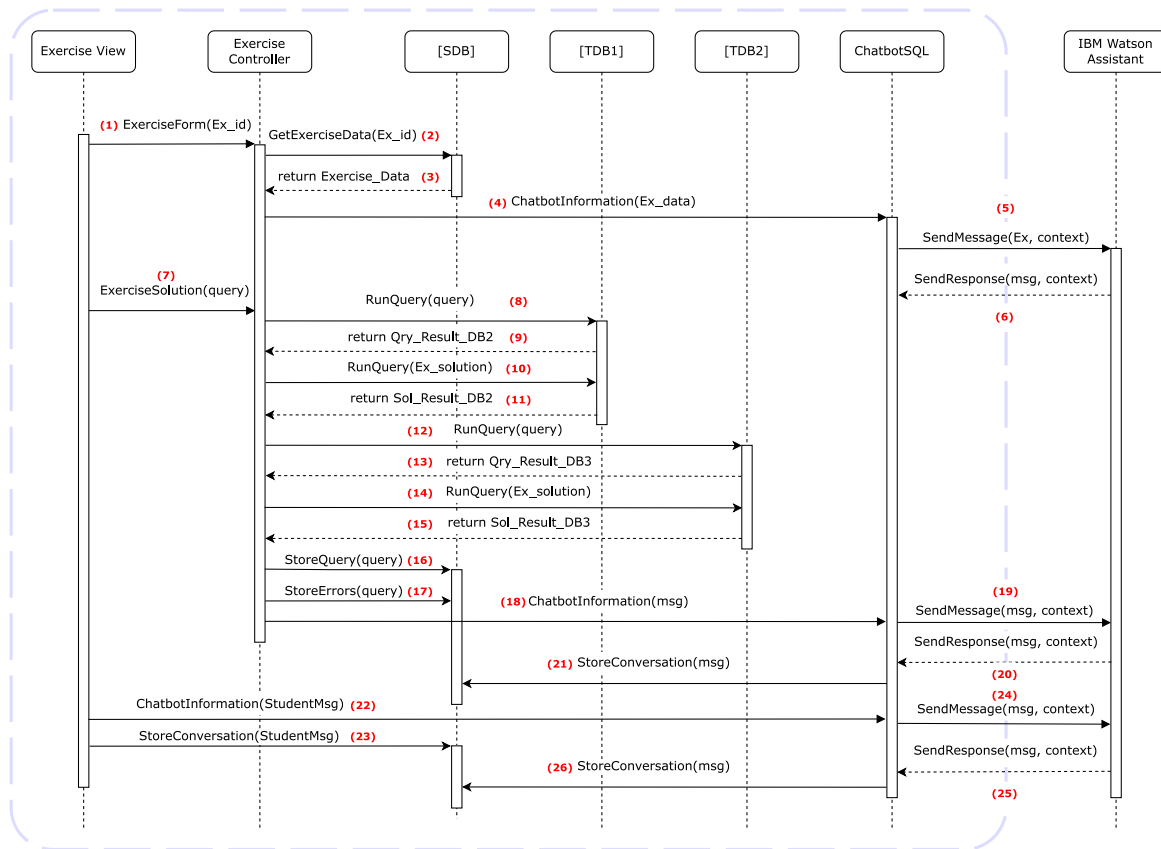 Exercise View
Exercise
Controller
[SDB]
[TDB1]
[TDB2]
ChatbotSQL
IBM Watson
Assistant
(1) ExerciseForm(Ex_id)
GetExerciseData(Ex_id) (2)
return Exercise_Data (3)
(4) ChatbotInformation(Ex_data)
(5)
SendMessage(Ex, context)
SendResponse(msg, context)
(6)
(7)
ExerciseSolution(query)
RunQuery(query) (8)
return Qry_Result_DB2 (9)
RunQuery(Ex_solution) (10)
return Sol_Result_DB2 (11)
(12) RunQuery(query)
(13) return Qry_Result_DB3
(14) RunQuery(Ex_solution)
(15) return Sol_Result_DB3
StoreQuery(query) (16)
StoreErrors(query) (17)
(18) ChatbotInformation(msg)
(19)
SendMessage(msg, context)
SendResponse(msg, context)
(20)
(21) StoreConversation(msg)
ChatbotInformation(StudentMsg) (22)
(24)
SendMessage(msg, context)
StoreConversation(StudentMsg) (23)
SendResponse(msg, context)
(26) StoreConversation(msg)
(25)